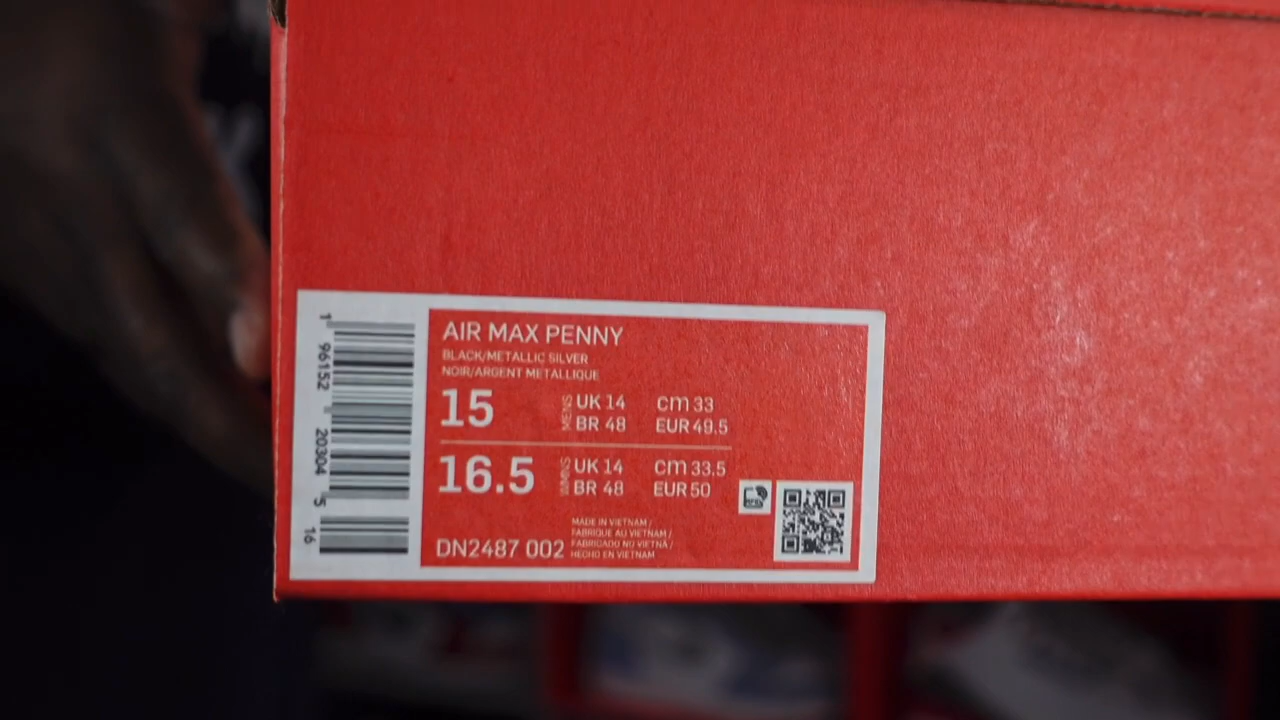 AIR MAX PENNY
BLACK/METALLIC SILVER
NOIR/ARGENT METALLIQUE
15
MENS
UK 14
cm 33
BR 48
EUR 49.5
16.5
WMNS
UK 14
cm 33.5
BR 48
EUR 50
DN2487 002
MADE IN VIETNAM /
FABRIQUE AU VIETNAM /
FABRICADO NO VIETNÃ /
HECHO EN VIETNAM
1 96152 20304 5 16